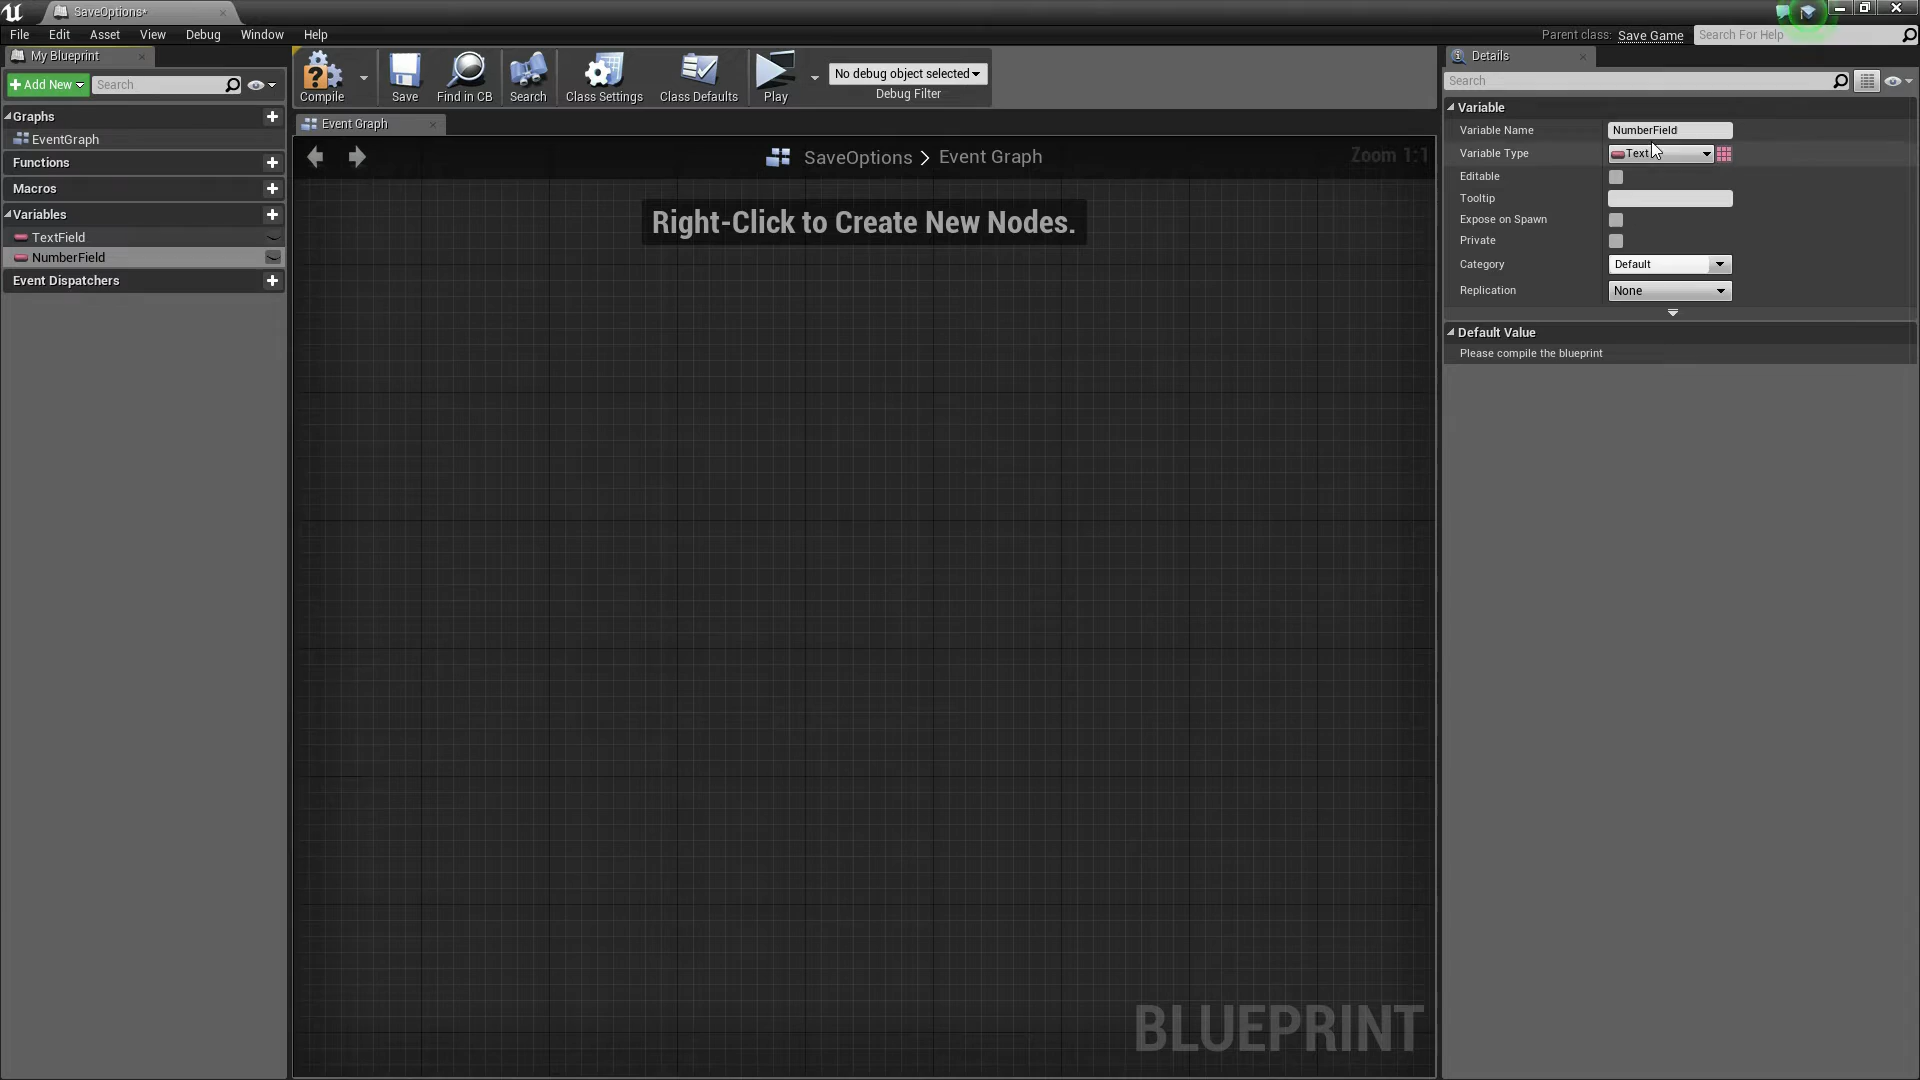 SaveOptions*
File Edit Asset View Debug Window Help
Parent class: Save Game Search For Help
My Blueprint
Add New Search
Graphs
EventGraph
Functions
Macros
Variables
TextField
NumberField
Event Dispatchers
Compile Save Find in CB Search Class Settings Class Defaults Play
No debug object selected
Debug Filter
Event Graph
SaveOptions > Event Graph
Zoom 1:1
Right-Click to Create New Nodes.
BLUEPRINT
Details
Search
Variable
Variable Name NumberField
Variable Type Text
Editable
Tooltip
Expose on Spawn
Private
Category Default
Replication None
Default Value
Please compile the blueprint